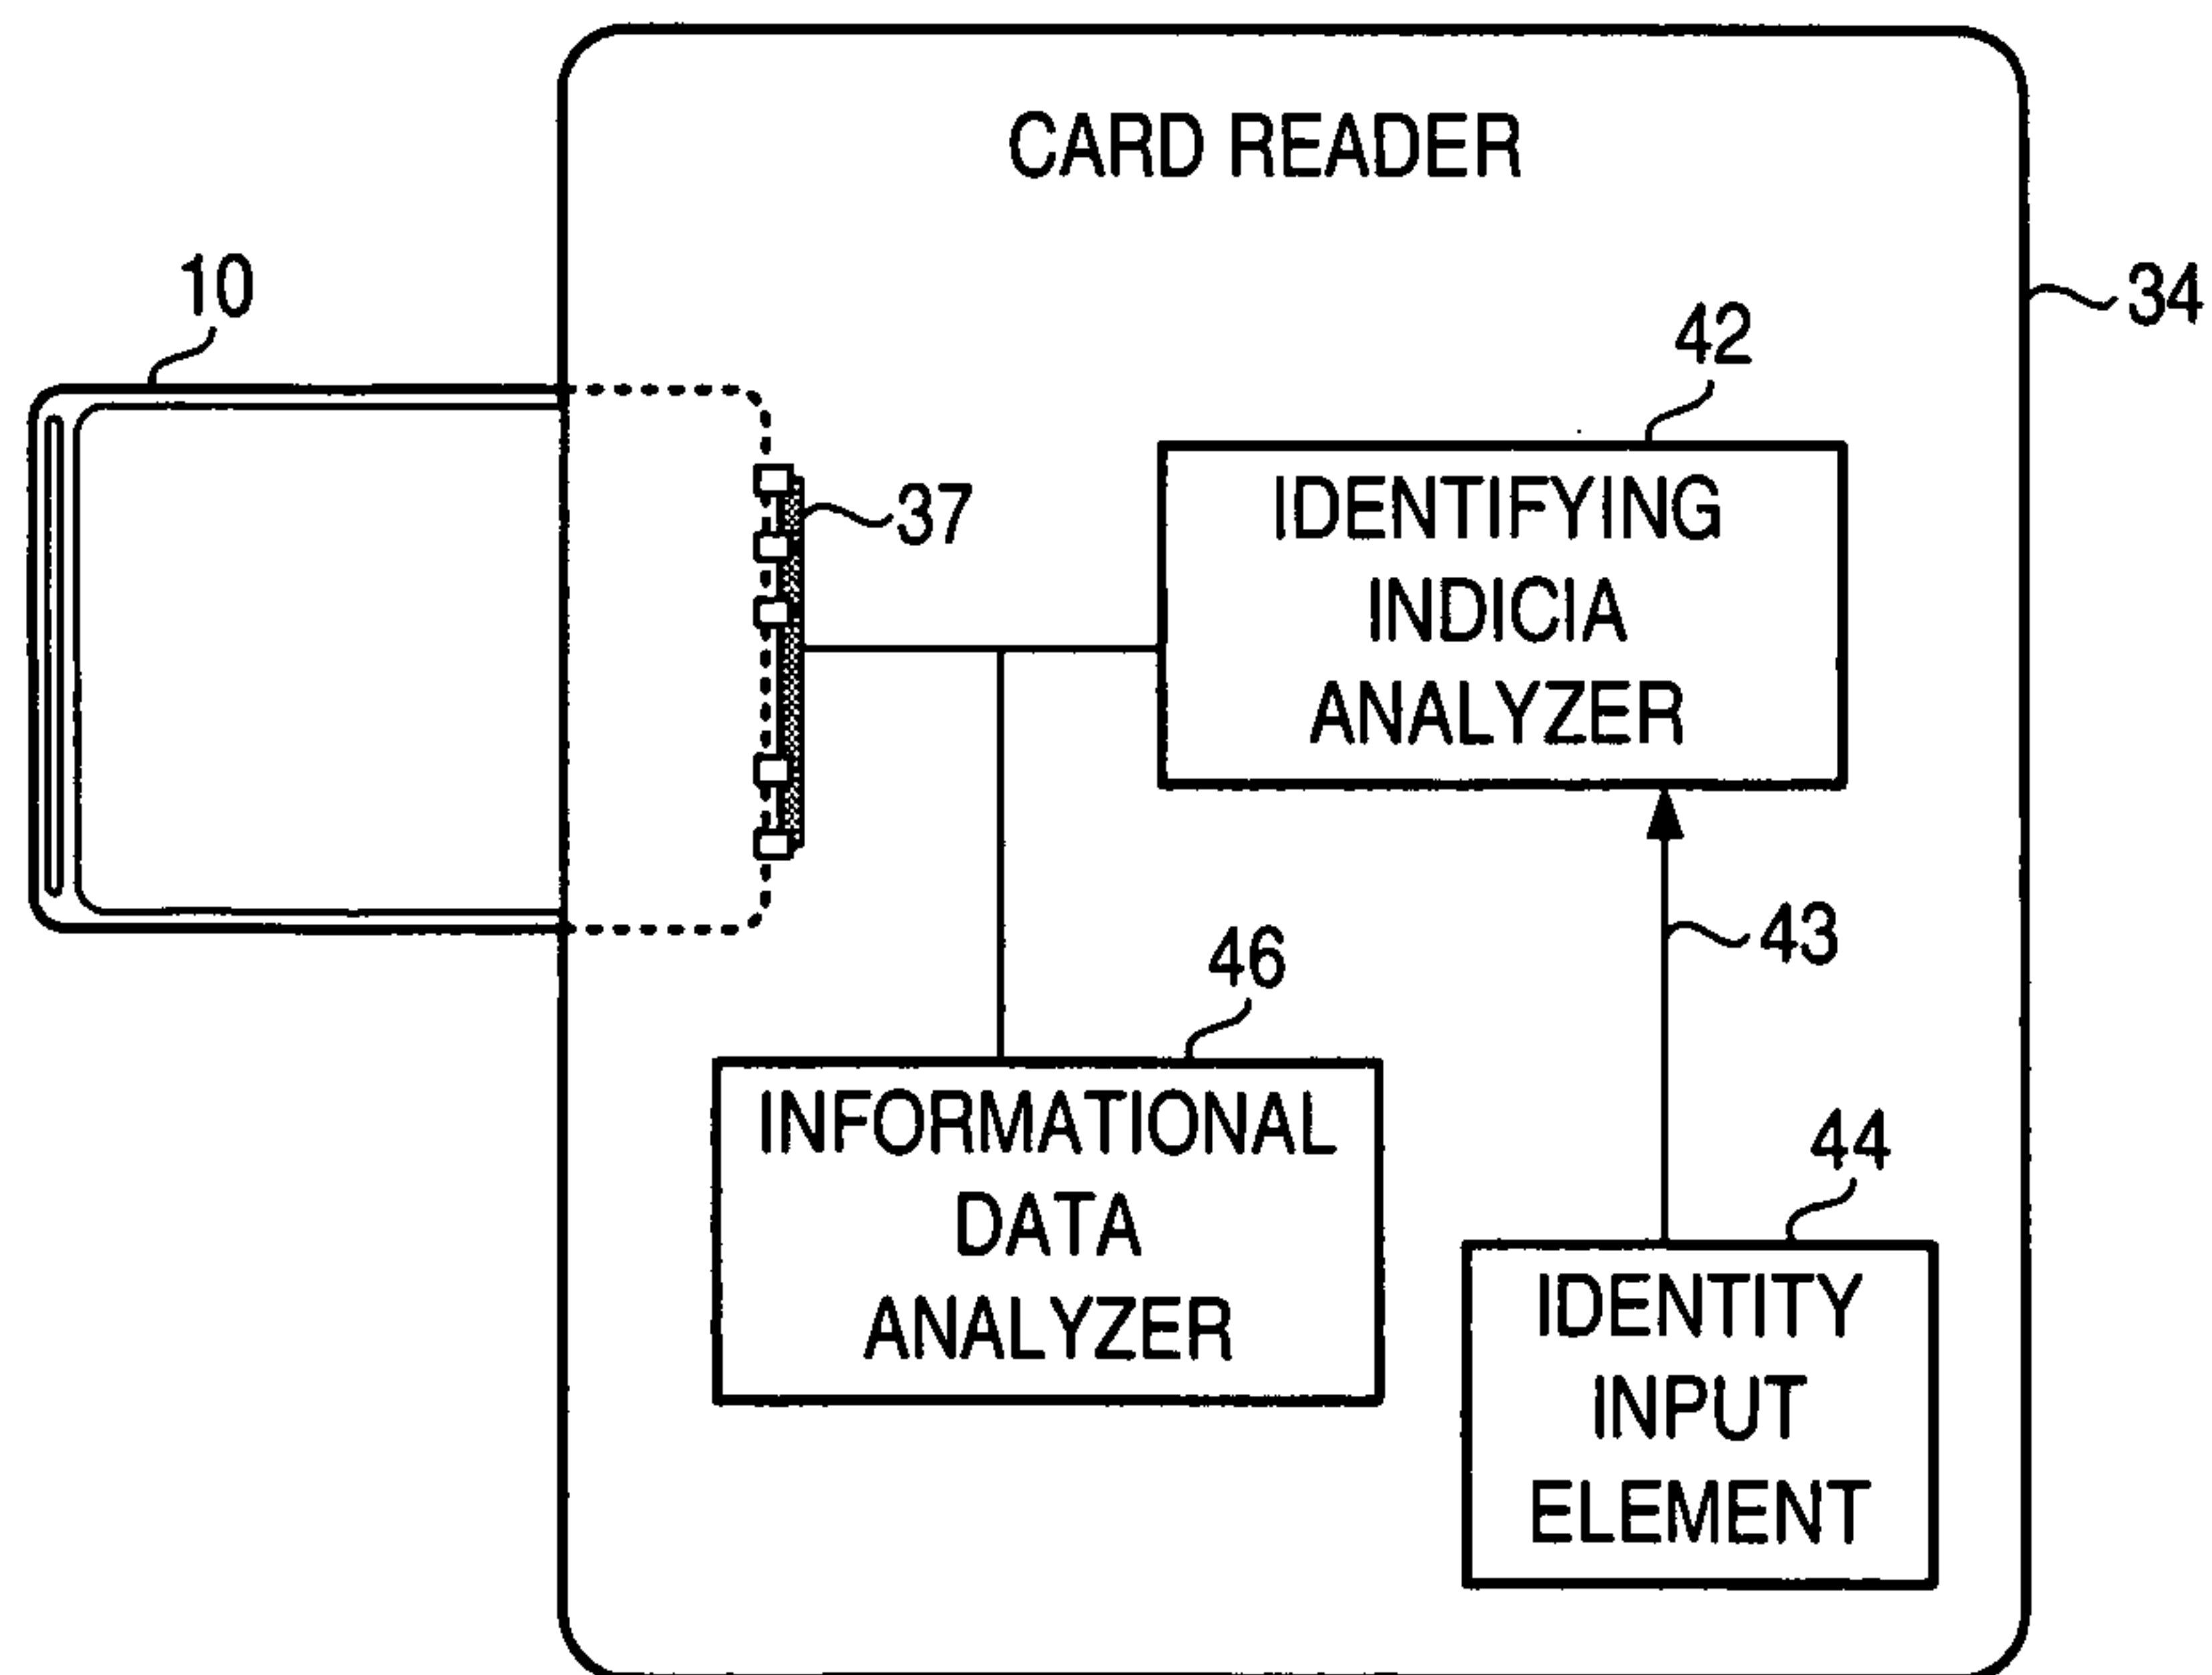 CARD READER
10
34
42
37
IDENTIFYING
INDICIA
ANALYZER
43
46
INFORMATIONAL
DATA
ANALYZER
44
IDENTITY
INPUT
ELEMENT